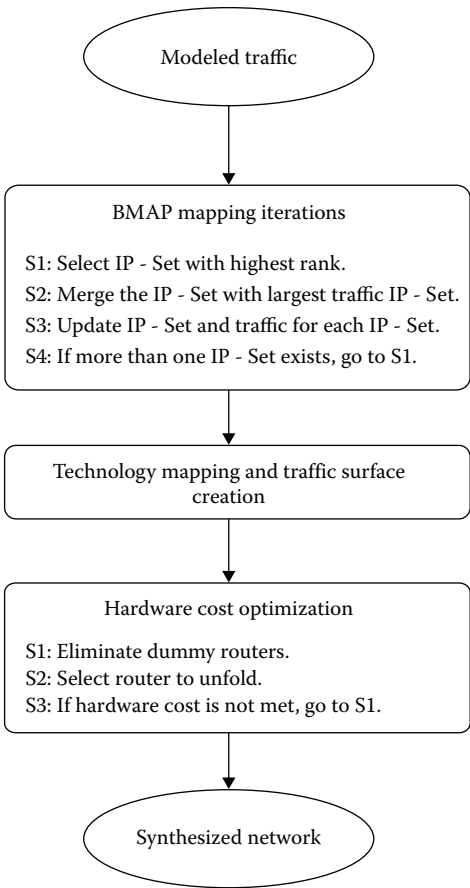 Modeled traffic
BMAP mapping iterations
S1: Select IP - Set with highest rank.
S2: Merge the IP - Set with largest traffic IP - Set.
S3: Update IP - Set and traffic for each IP - Set.
S4: If more than one IP - Set exists, go to S1.
Technology mapping and traffic surface
creation
Hardware cost optimization
S1: Eliminate dummy routers.
S2: Select router to unfold.
S3: If hardware cost is not met, go to S1.
Synthesized network